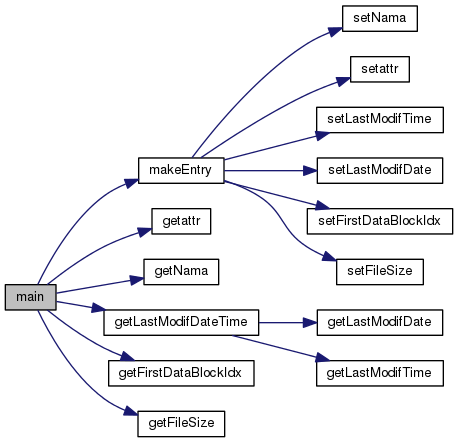 main
makeEntry
getattr
getNama
getLastModifDateTime
getFirstDataBlockIdx
getFileSize
setNama
setattr
setLastModifTime
setLastModifDate
setFirstDataBlockIdx
setFileSize
getLastModifDate
getLastModifTime